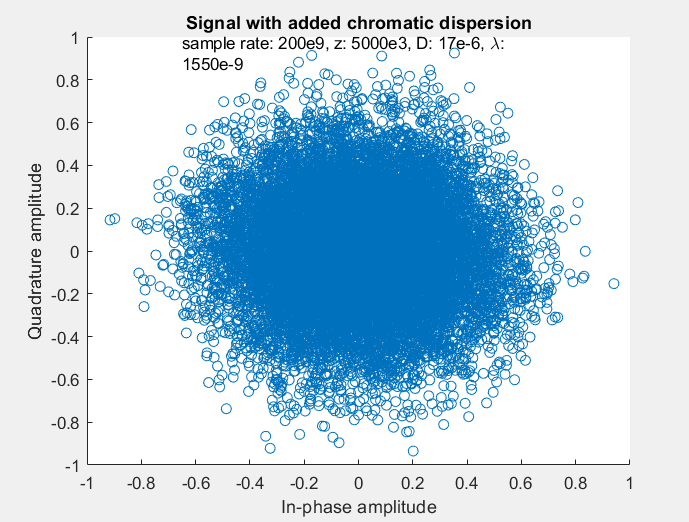 Signal with added chromatic dispersion
sample rate: 200e9, z: 5000e3, D: 17e-6, λ:
1550e-9
1
0.8
0.6
0.4
0.2
0
-0.2
-0.4
-0.6
-0.8
-1
Quadrature amplitude
-1 -0.8 -0.6 -0.4 -0.2 0 0.2 0.4 0.6 0.8 1
In-phase amplitude